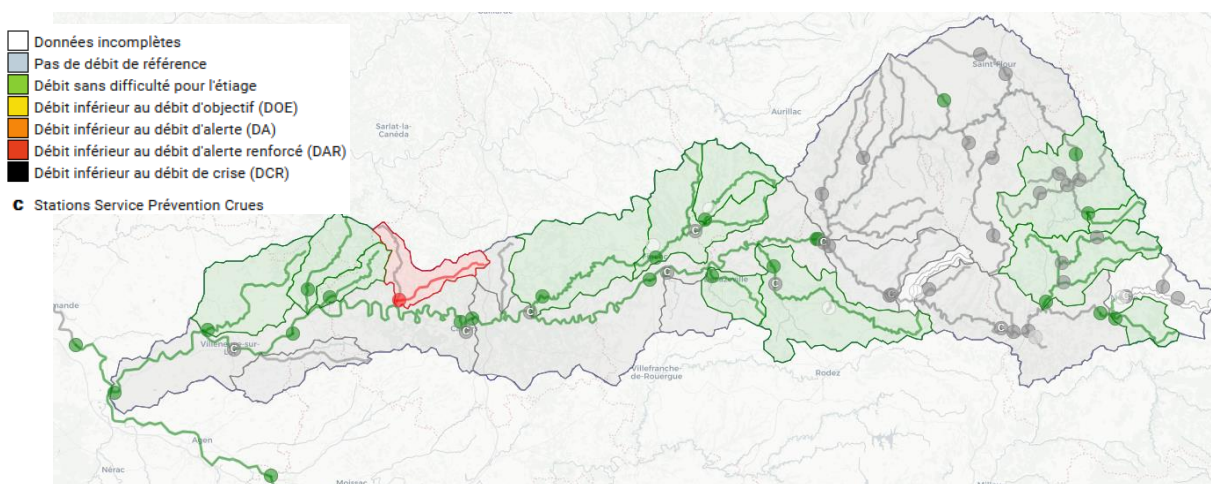 Données incomplètes
Pas de débit de référence
Débit sans difficulté pour l'étiage
Débit inférieur au débit d'objectif (DOE)
Débit inférieur au débit d'alerte (DA)
Débit inférieur au débit d'alerte renforcé (DAR)
Débit inférieur au débit de crise (DCR)
C Stations Service Prévention Crues
Saint-Flour
Aurillac
Sarlat-la-
Canéda
Villeneuve-sur-
Villefranche-
de-Rouergue
Rodez
Agen
Nérac
Moissac